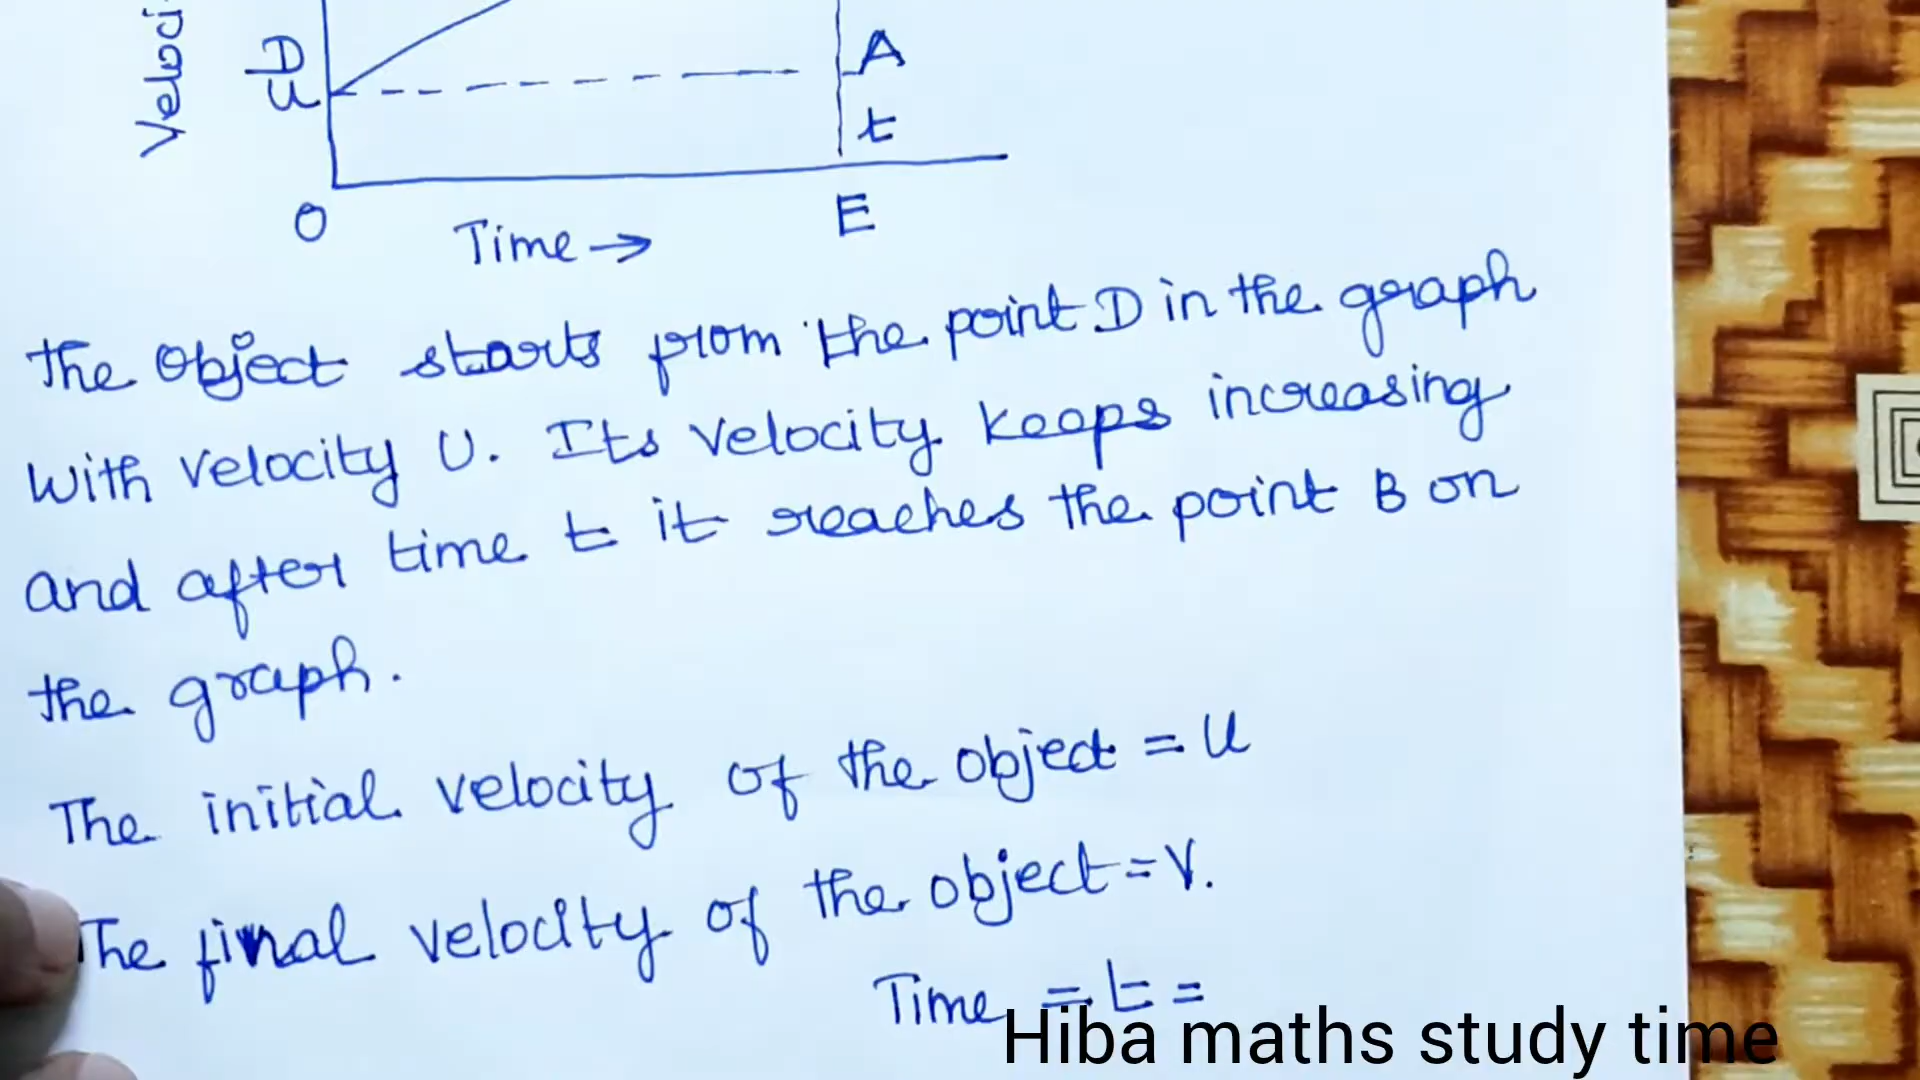 Veloci
D
u
A
t
O
E
Time →
The Object starts from the point D in the graph
With Velocity U. Its Velocity keeps increasing
and after time t it reaches the point B on
the graph.
The initial velocity of the object = u
The final velocity of the object = V.
Time = t =
Hiba maths study time